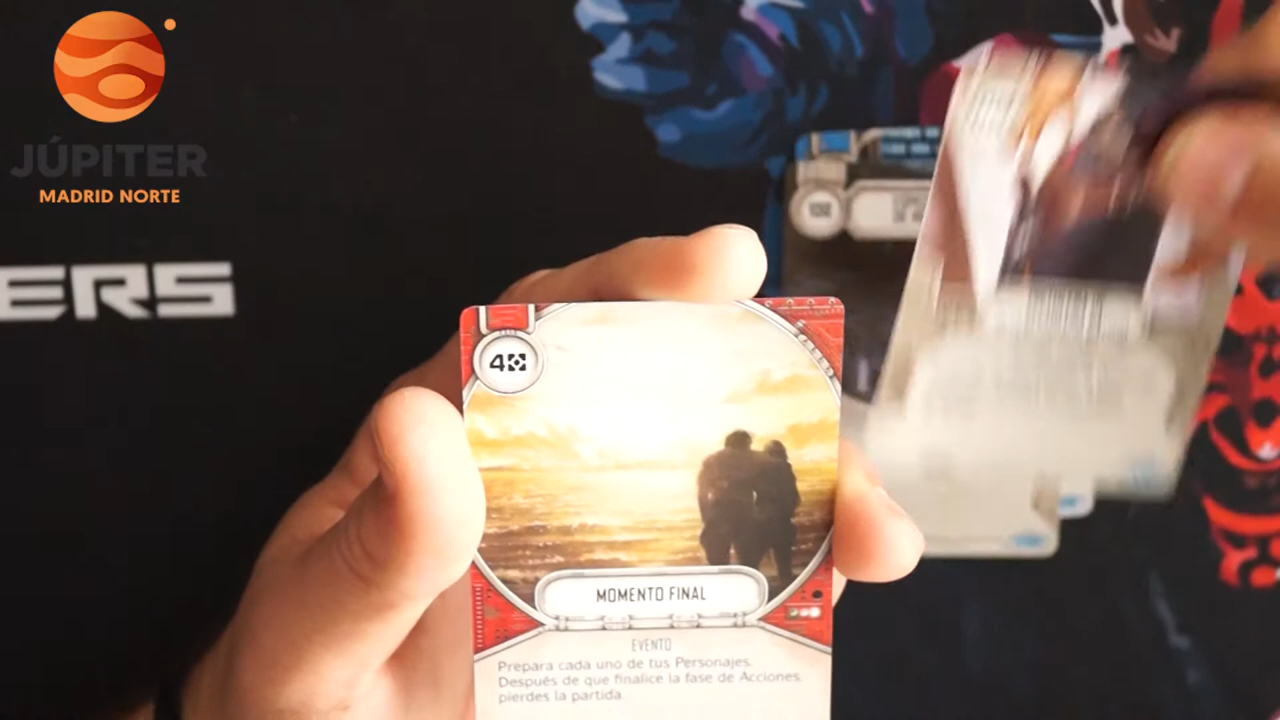 JÚPITER
MADRID NORTE
ERS
4
MOMENTO FINAL
EVENTO
Prepara cada uno de tus Personajes.
Después de que finalice la fase de Acciones,
pierdes la partida.